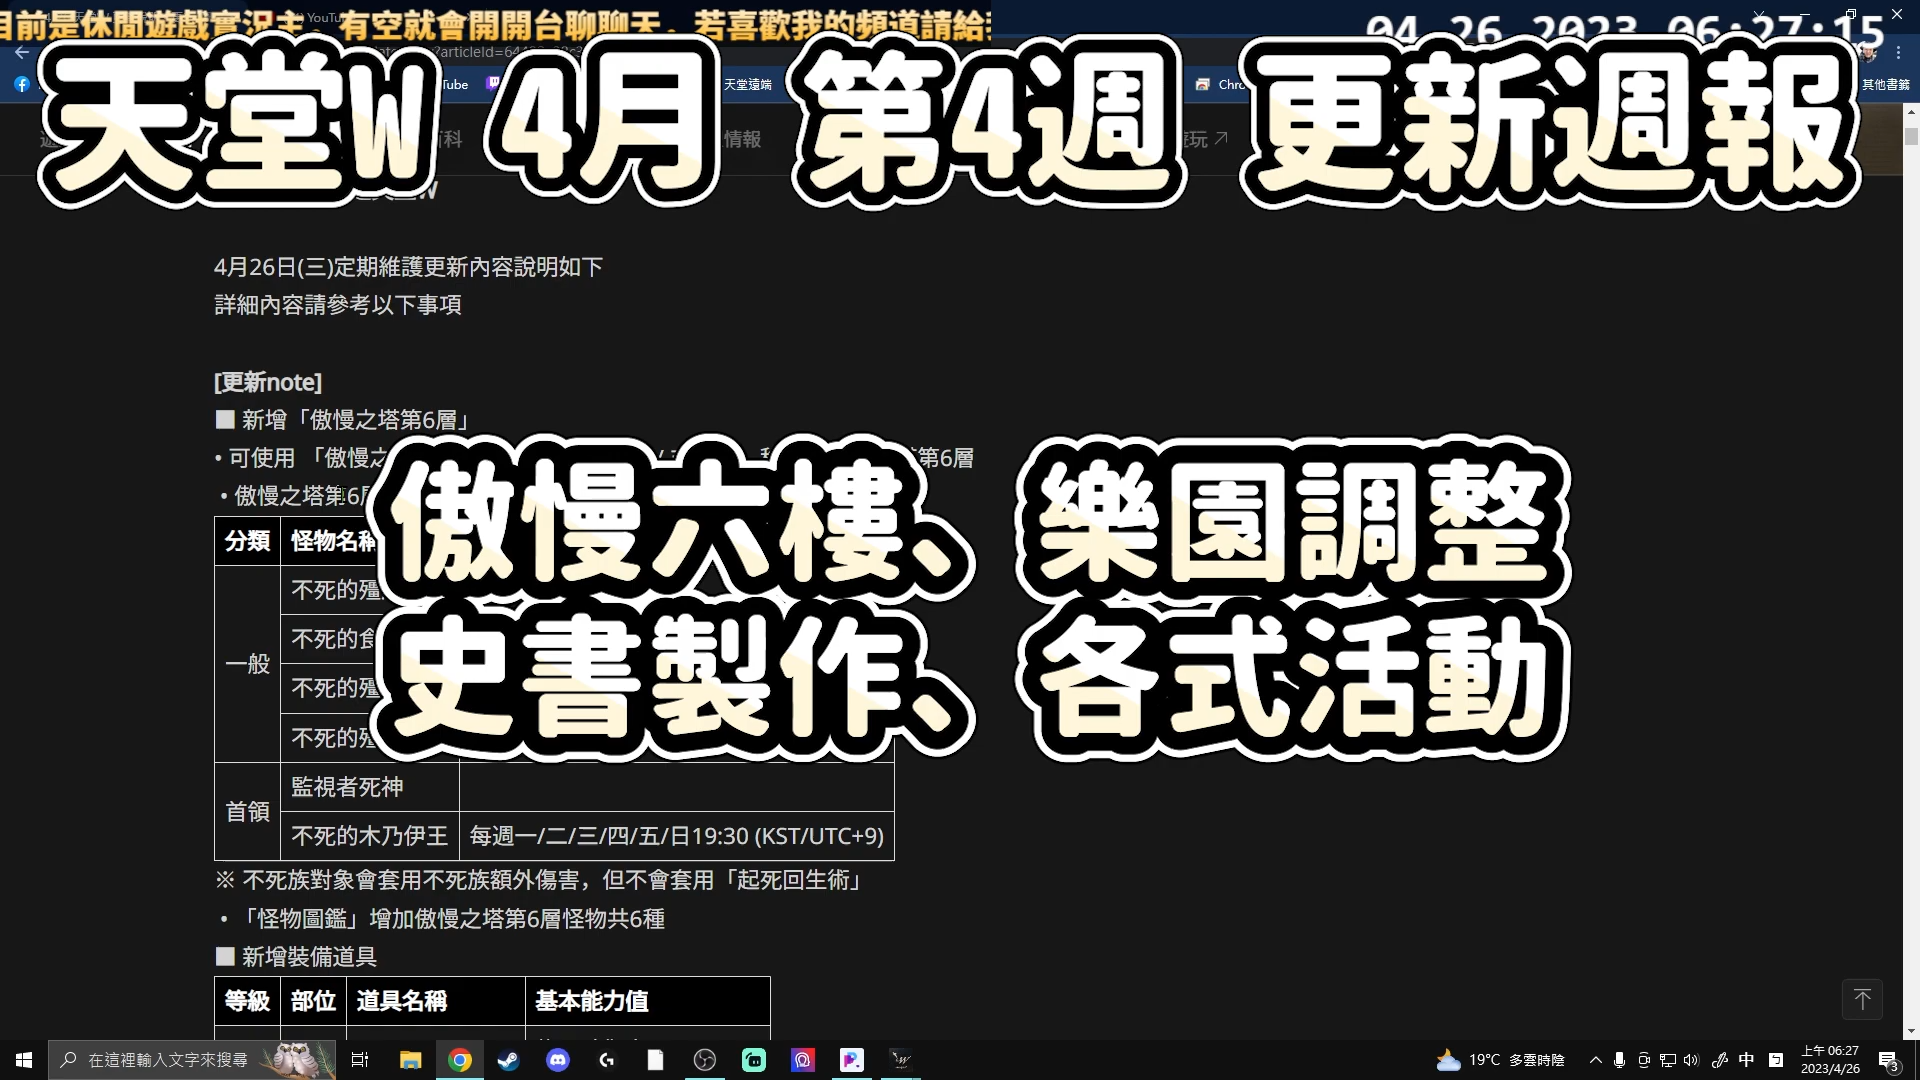 目前是休閒遊戲實況主。有空就會開開台聊聊天，若喜歡我的頻道請給
04 26 2023 06:27:15
天堂W 4月 第4週 更新週報
天堂遠端
其他書籤
情報
4月26日(三)定期維護更新內容說明如下
詳細內容請參考以下事項
[更新note]
■ 新增「傲慢之塔第6層」
• 可使用 「傲慢之 第6層
• 傲慢之塔第6
傲慢六樓、 樂園調整
史書製作、 各式活動
分類 怪物名稱
一般
不死的
不死的食
不死的
不死的
首領
監視者死神
不死的木乃伊王 每週一/二/三/四/五/日19:30 (KST/UTC+9)
※ 不死族對象會套用不死族額外傷害，但不會套用「起死回生術」
• 「怪物圖鑑」增加傲慢之塔第6層怪物共6種
■ 新增裝備道具
等級 部位 道具名稱 基本能力值
在這裡輸入文字來搜尋
19°C 多雲時陰
中
上午 06:27
2023/4/26
3